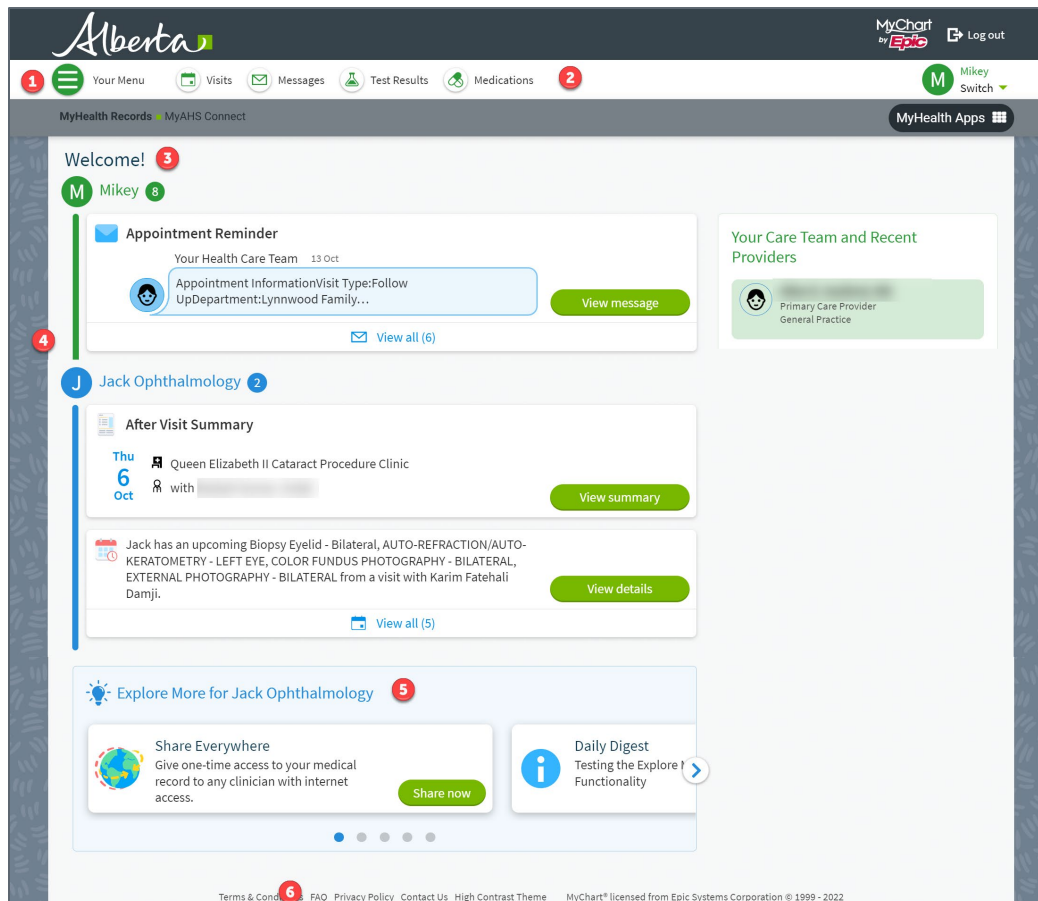 Alberta
MyChart
by Epic
Log out
1
Your Menu
Visits
Messages
Test Results
Medications
2
M
Mikey
Switch
MyHealth Records MyAHS Connect
MyHealth Apps
Welcome! 3
M Mikey 8
Appointment Reminder
Your Health Care Team 13 Oct
Appointment InformationVisit Type:Follow
UpDepartment:Lynnwood Family...
View message
View all (6)
4
Your Care Team and Recent
Providers
Primary Care Provider
General Practice
J Jack Ophthalmology 2
After Visit Summary
Thu
6
Oct
Queen Elizabeth II Cataract Procedure Clinic
with
View summary
Jack has an upcoming Biopsy Eyelid - Bilateral, AUTO-REFRACTION/AUTO-
KERATOMETRY - LEFT EYE, COLOR FUNDUS PHOTOGRAPHY - BILATERAL,
EXTERNAL PHOTOGRAPHY - BILATERAL from a visit with Karim Fatehali
Damji.
View details
View all (5)
Explore More for Jack Ophthalmology 5
Share Everywhere
Give one-time access to your medical
record to any clinician with internet
access.
Share now
Daily Digest
Testing the Explore
Functionality
Terms & 6 FAQ Privacy Policy Contact Us High Contrast Theme MyChart® licensed from Epic Systems Corporation © 1999 - 2022